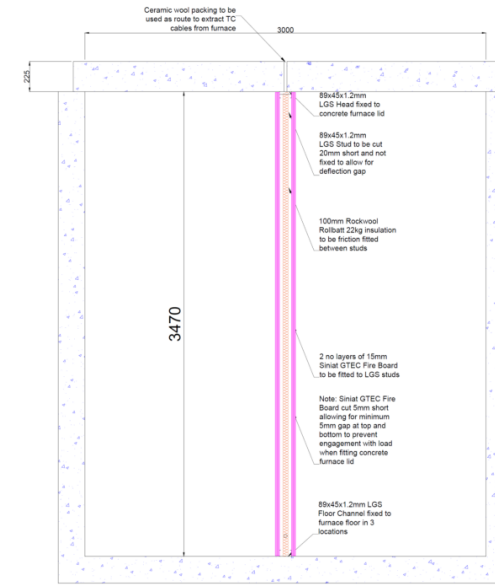 Ceramic wool packing to be
used as route to extract TC
cables from furnace
3000
225
89x45x1.2mm
LGS Head fixed to
concrete furnace lid
89x45x1.2mm
LGS Stud to be cut
20mm short and not
fixed to allow for
deflection gap
100mm Rockwool
Rollbatt 22kg insulation
to be friction fitted
between studs
3470
2 no layers of 15mm
Siniat GTEC Fire Board
to be fitted to LGS studs
Note: Siniat GTEC Fire
Board cut 5mm short
allowing for minimum
5mm gap at top and
bottom to prevent
engagement with load
when fitting concrete
furnace lid
89x45x1.2mm LGS
Floor Channel fixed to
furnace floor in 3
locations